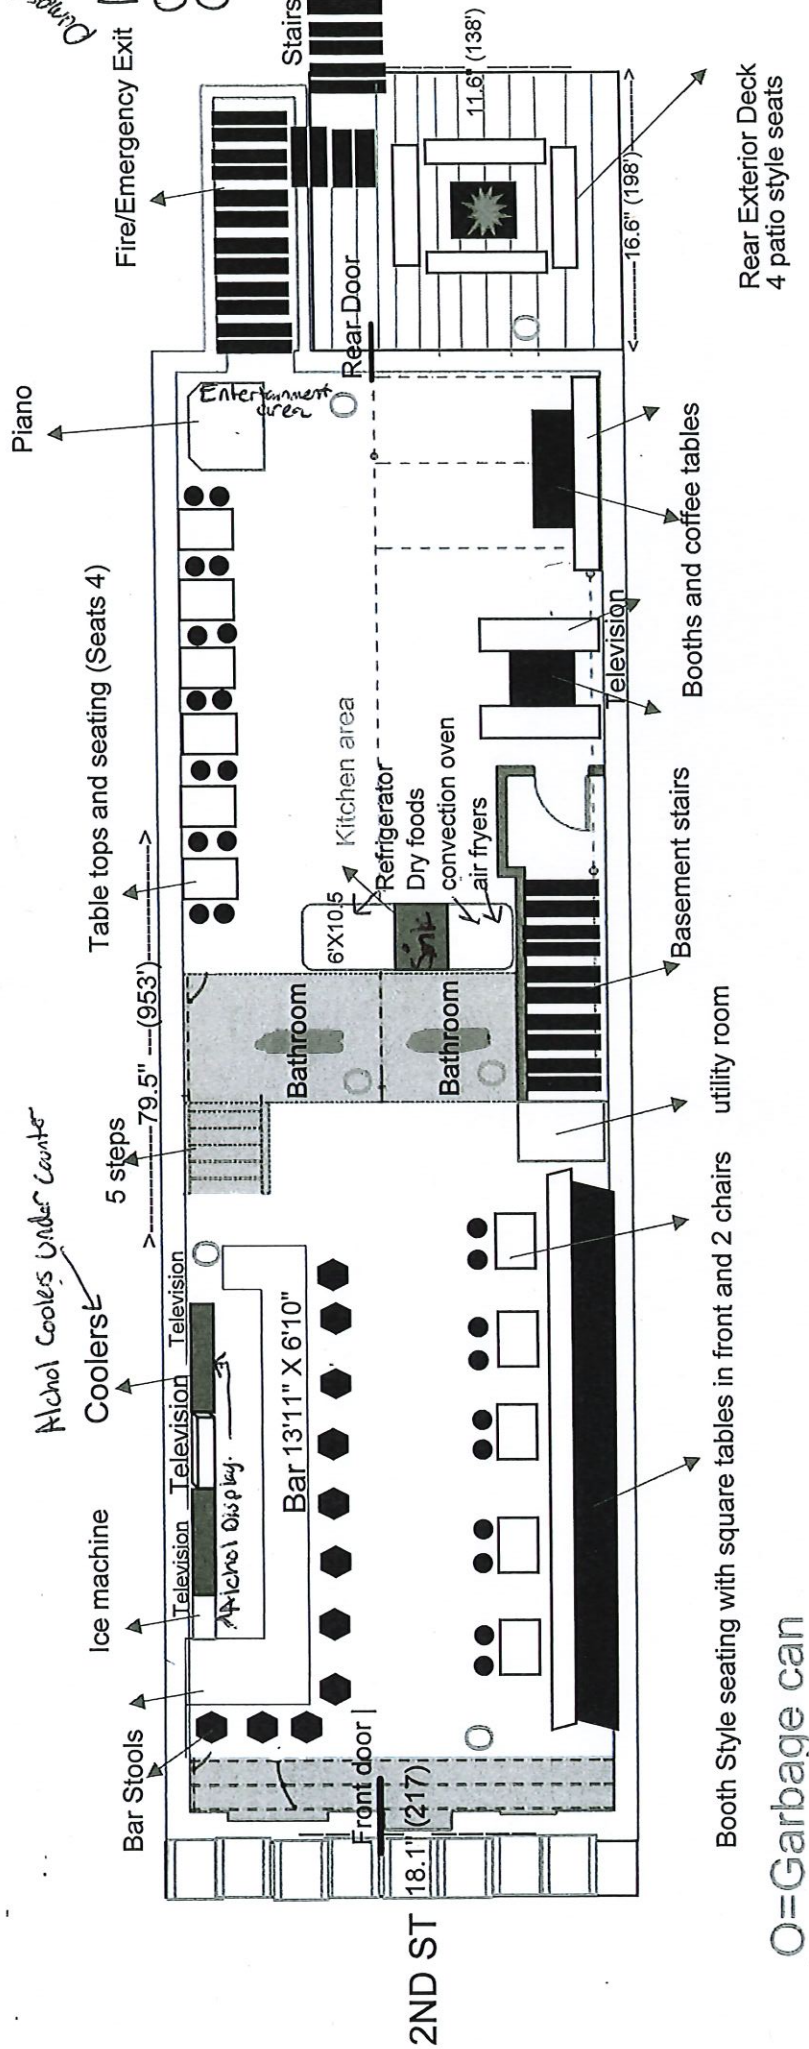 Dump
Fire/Emergency Exit
Stairs
11.6" (138')
<------16.6" (198')------>
Rear Exterior Deck
4 patio style seats
Rear Door
Piano
Entertainment
area
Table tops and seating (Seats 4)
Kitchen area
6'X10.5
Refrigerator
Dry foods
convection oven
air fryers
Sink
Television
Booths and coffee tables
Basement stairs
Bathroom
Bathroom
utility room
5 steps
>------79.5" ---(953')------>
Alchol Coolers Under Counter
Coolers
Television
Television
Television
Alchol Display.
Ice machine
Bar 13'11" X 6'10"
Bar Stools
Front door |
18.1" (217)
2ND ST
Booth Style seating with square tables in front and 2 chairs
O=Garbage can